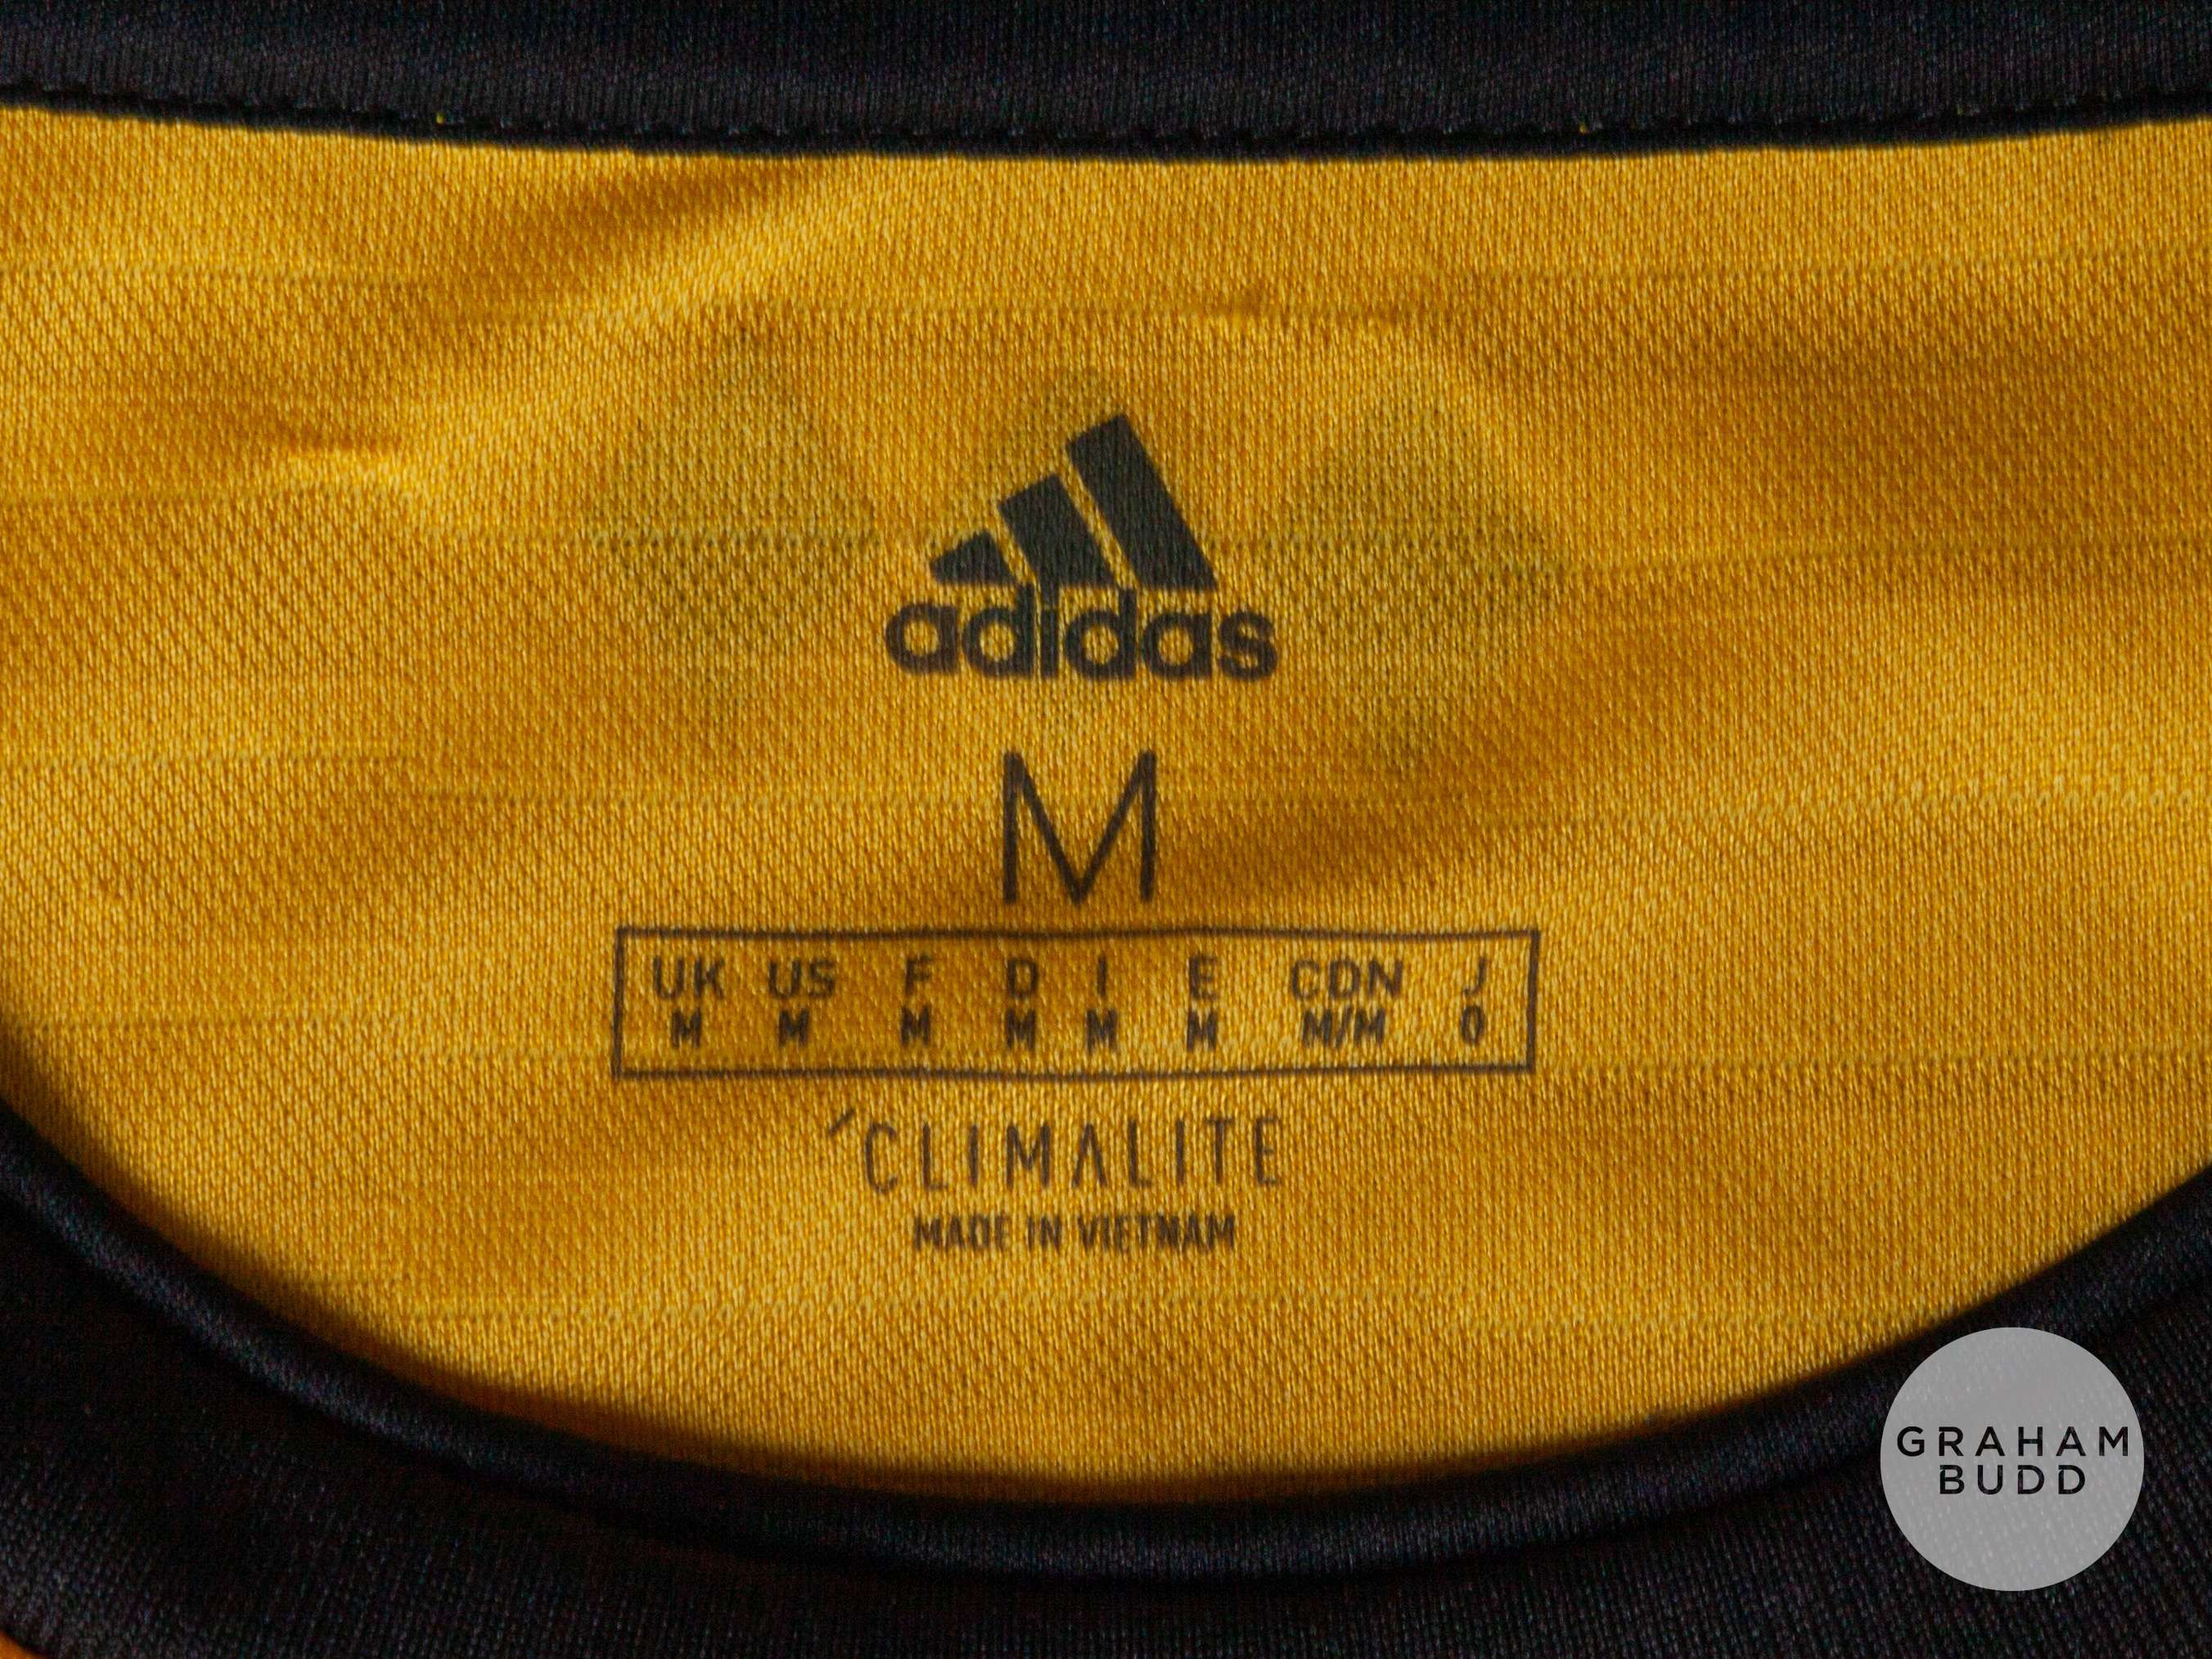 adidas
M
UK US F D I E CDN J
M M M M M M M/M O
´CLIMALITE
MADE IN VIETNAM
GRAHAM
BUDD